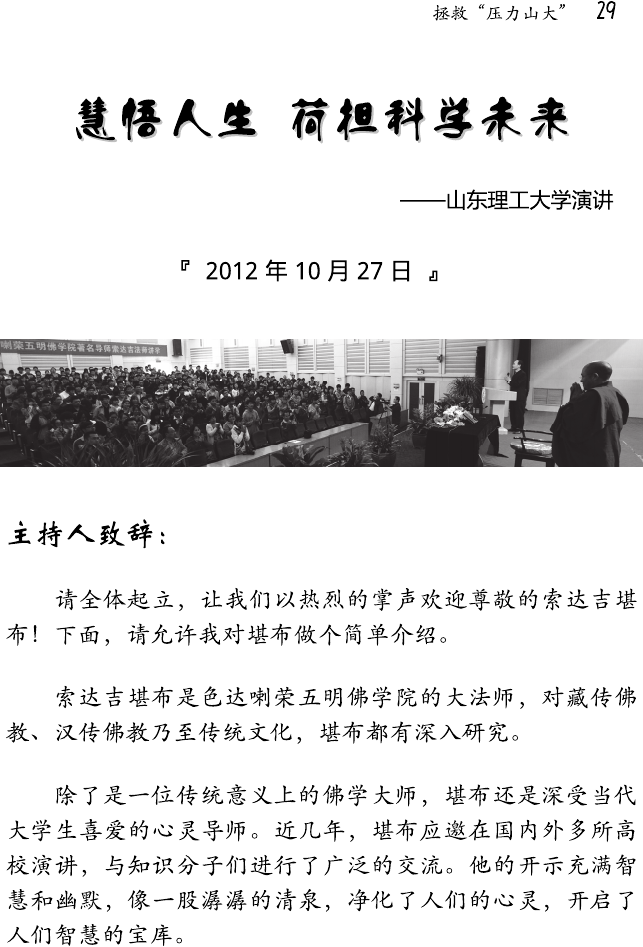 拯救“压力山大” 29
慧悟人生 荷担科学未来
——山东理工大学演讲
『 2012 年 10 月 27 日 』
喇荣五明佛学院著名导师索达吉法师讲学
主持人致辞：
请全体起立，让我们以热烈的掌声欢迎尊敬的索达吉堪
布！下面，请允许我对堪布做个简单介绍。
索达吉堪布是色达喇荣五明佛学院的大法师，对藏传佛
教、汉传佛教乃至传统文化，堪布都有深入研究。
除了是一位传统意义上的佛学大师，堪布还是深受当代
大学生喜爱的心灵导师。近几年，堪布应邀在国内外多所高
校演讲，与知识分子们进行了广泛的交流。他的开示充满智
慧和幽默，像一股潺潺的清泉，净化了人们的心灵，开启了
人们智慧的宝库。